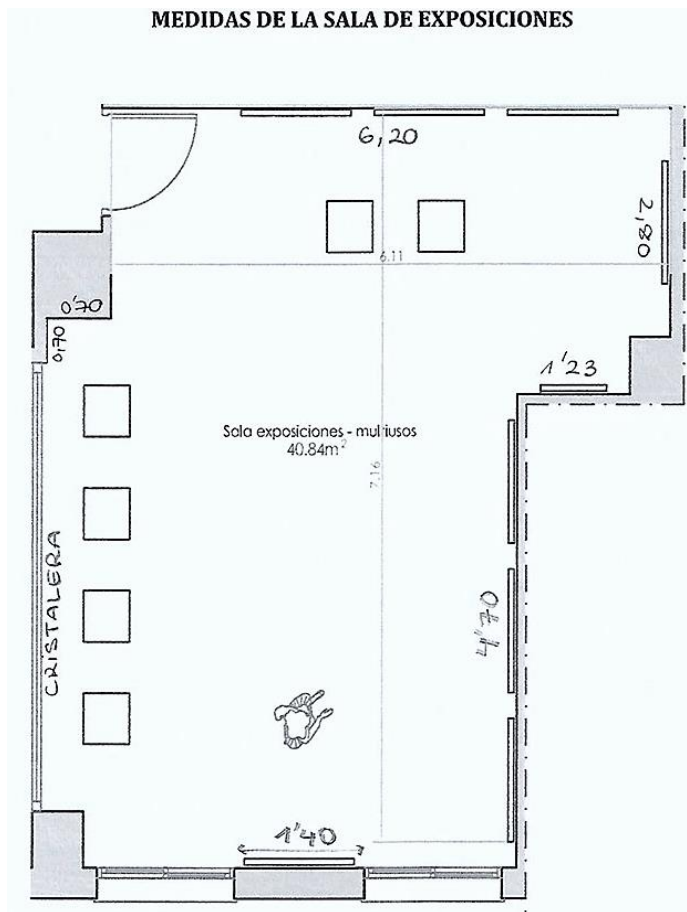 MEDIDAS DE LA SALA DE EXPOSICIONES
6,20
2'80
6.11
0'70
0,70
1'23
Sala exposiciones - multiusos
40.84m²
7.16
CRISTALERA
4'70
1'40